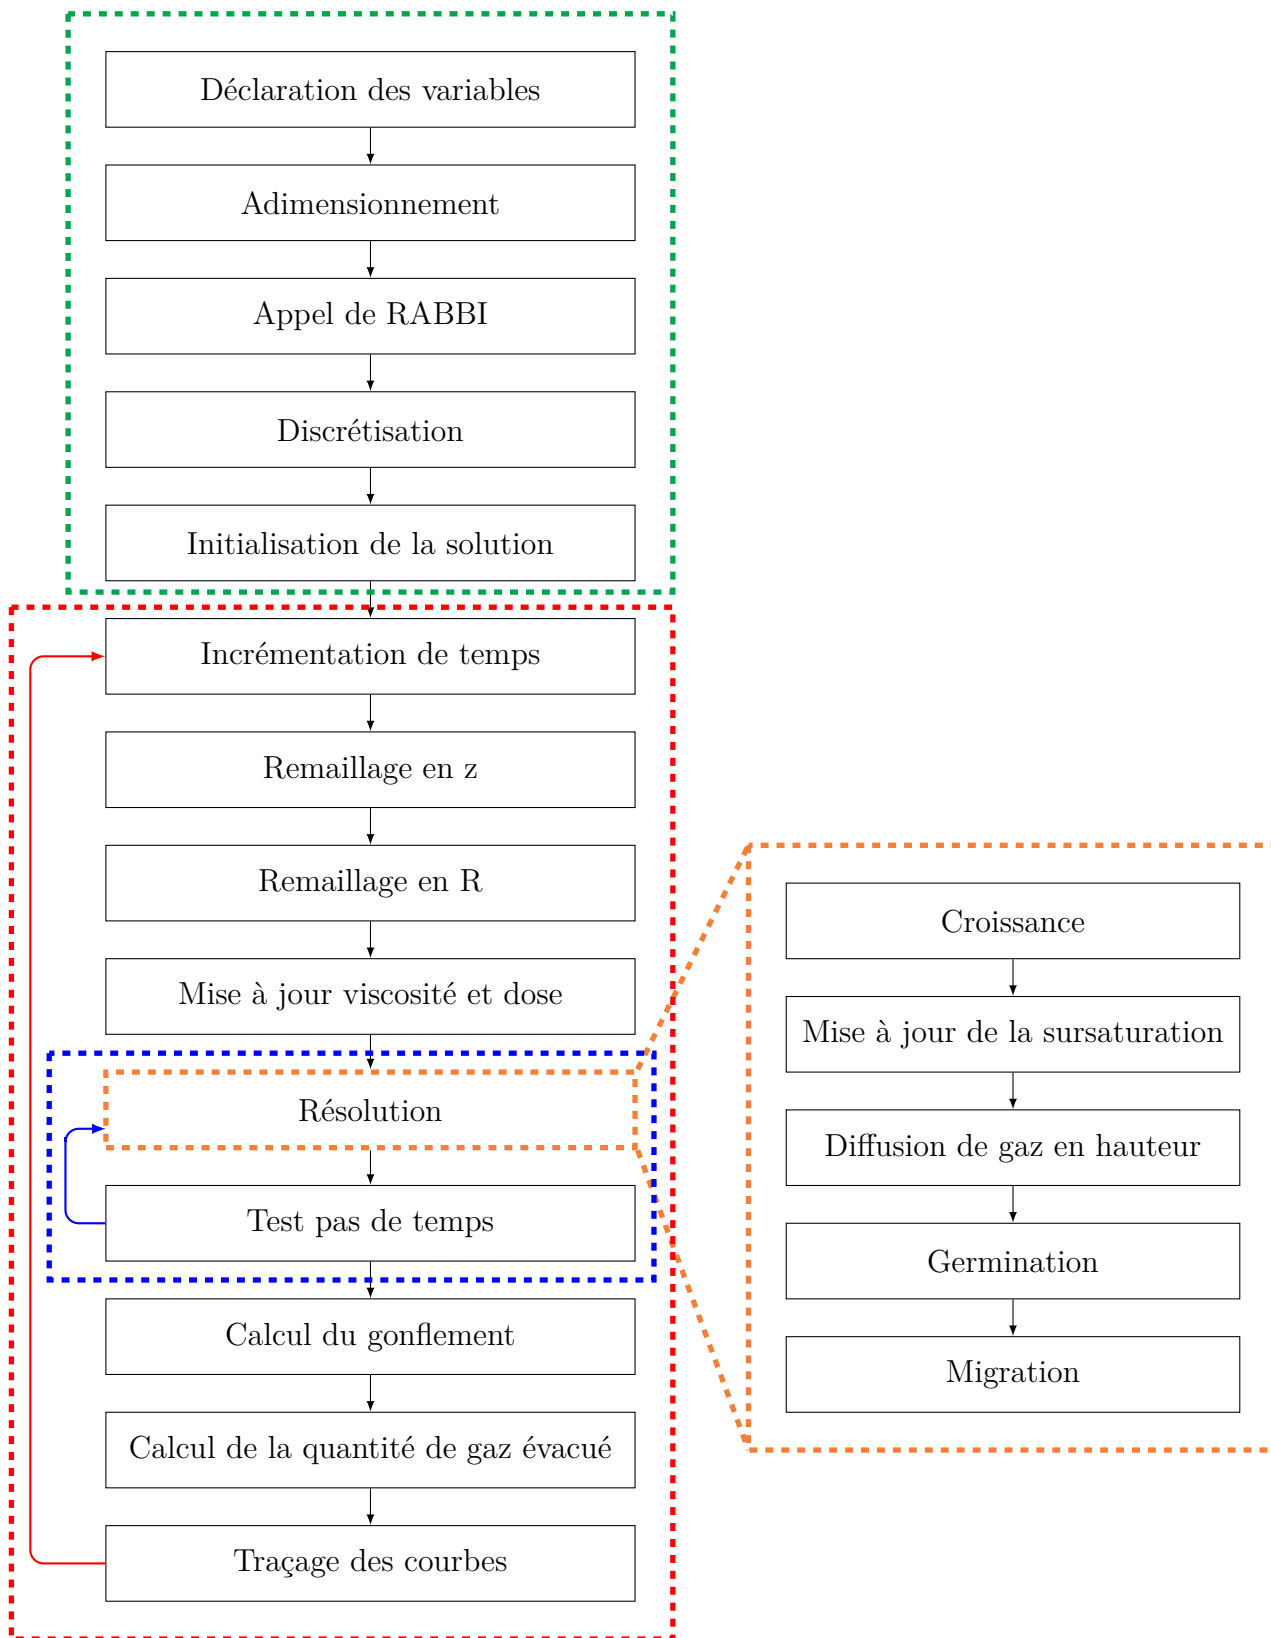 Déclaration des variables
Adimensionnement
Appel de RABBI
Discrétisation
Initialisation de la solution
Incrémentation de temps
Remaillage en z
Remaillage en R
Mise à jour viscosité et dose
Résolution
Test pas de temps
Calcul du gonflement
Calcul de la quantité de gaz évacué
Traçage des courbes
Croissance
Mise à jour de la sursaturation
Diffusion de gaz en hauteur
Germination
Migration